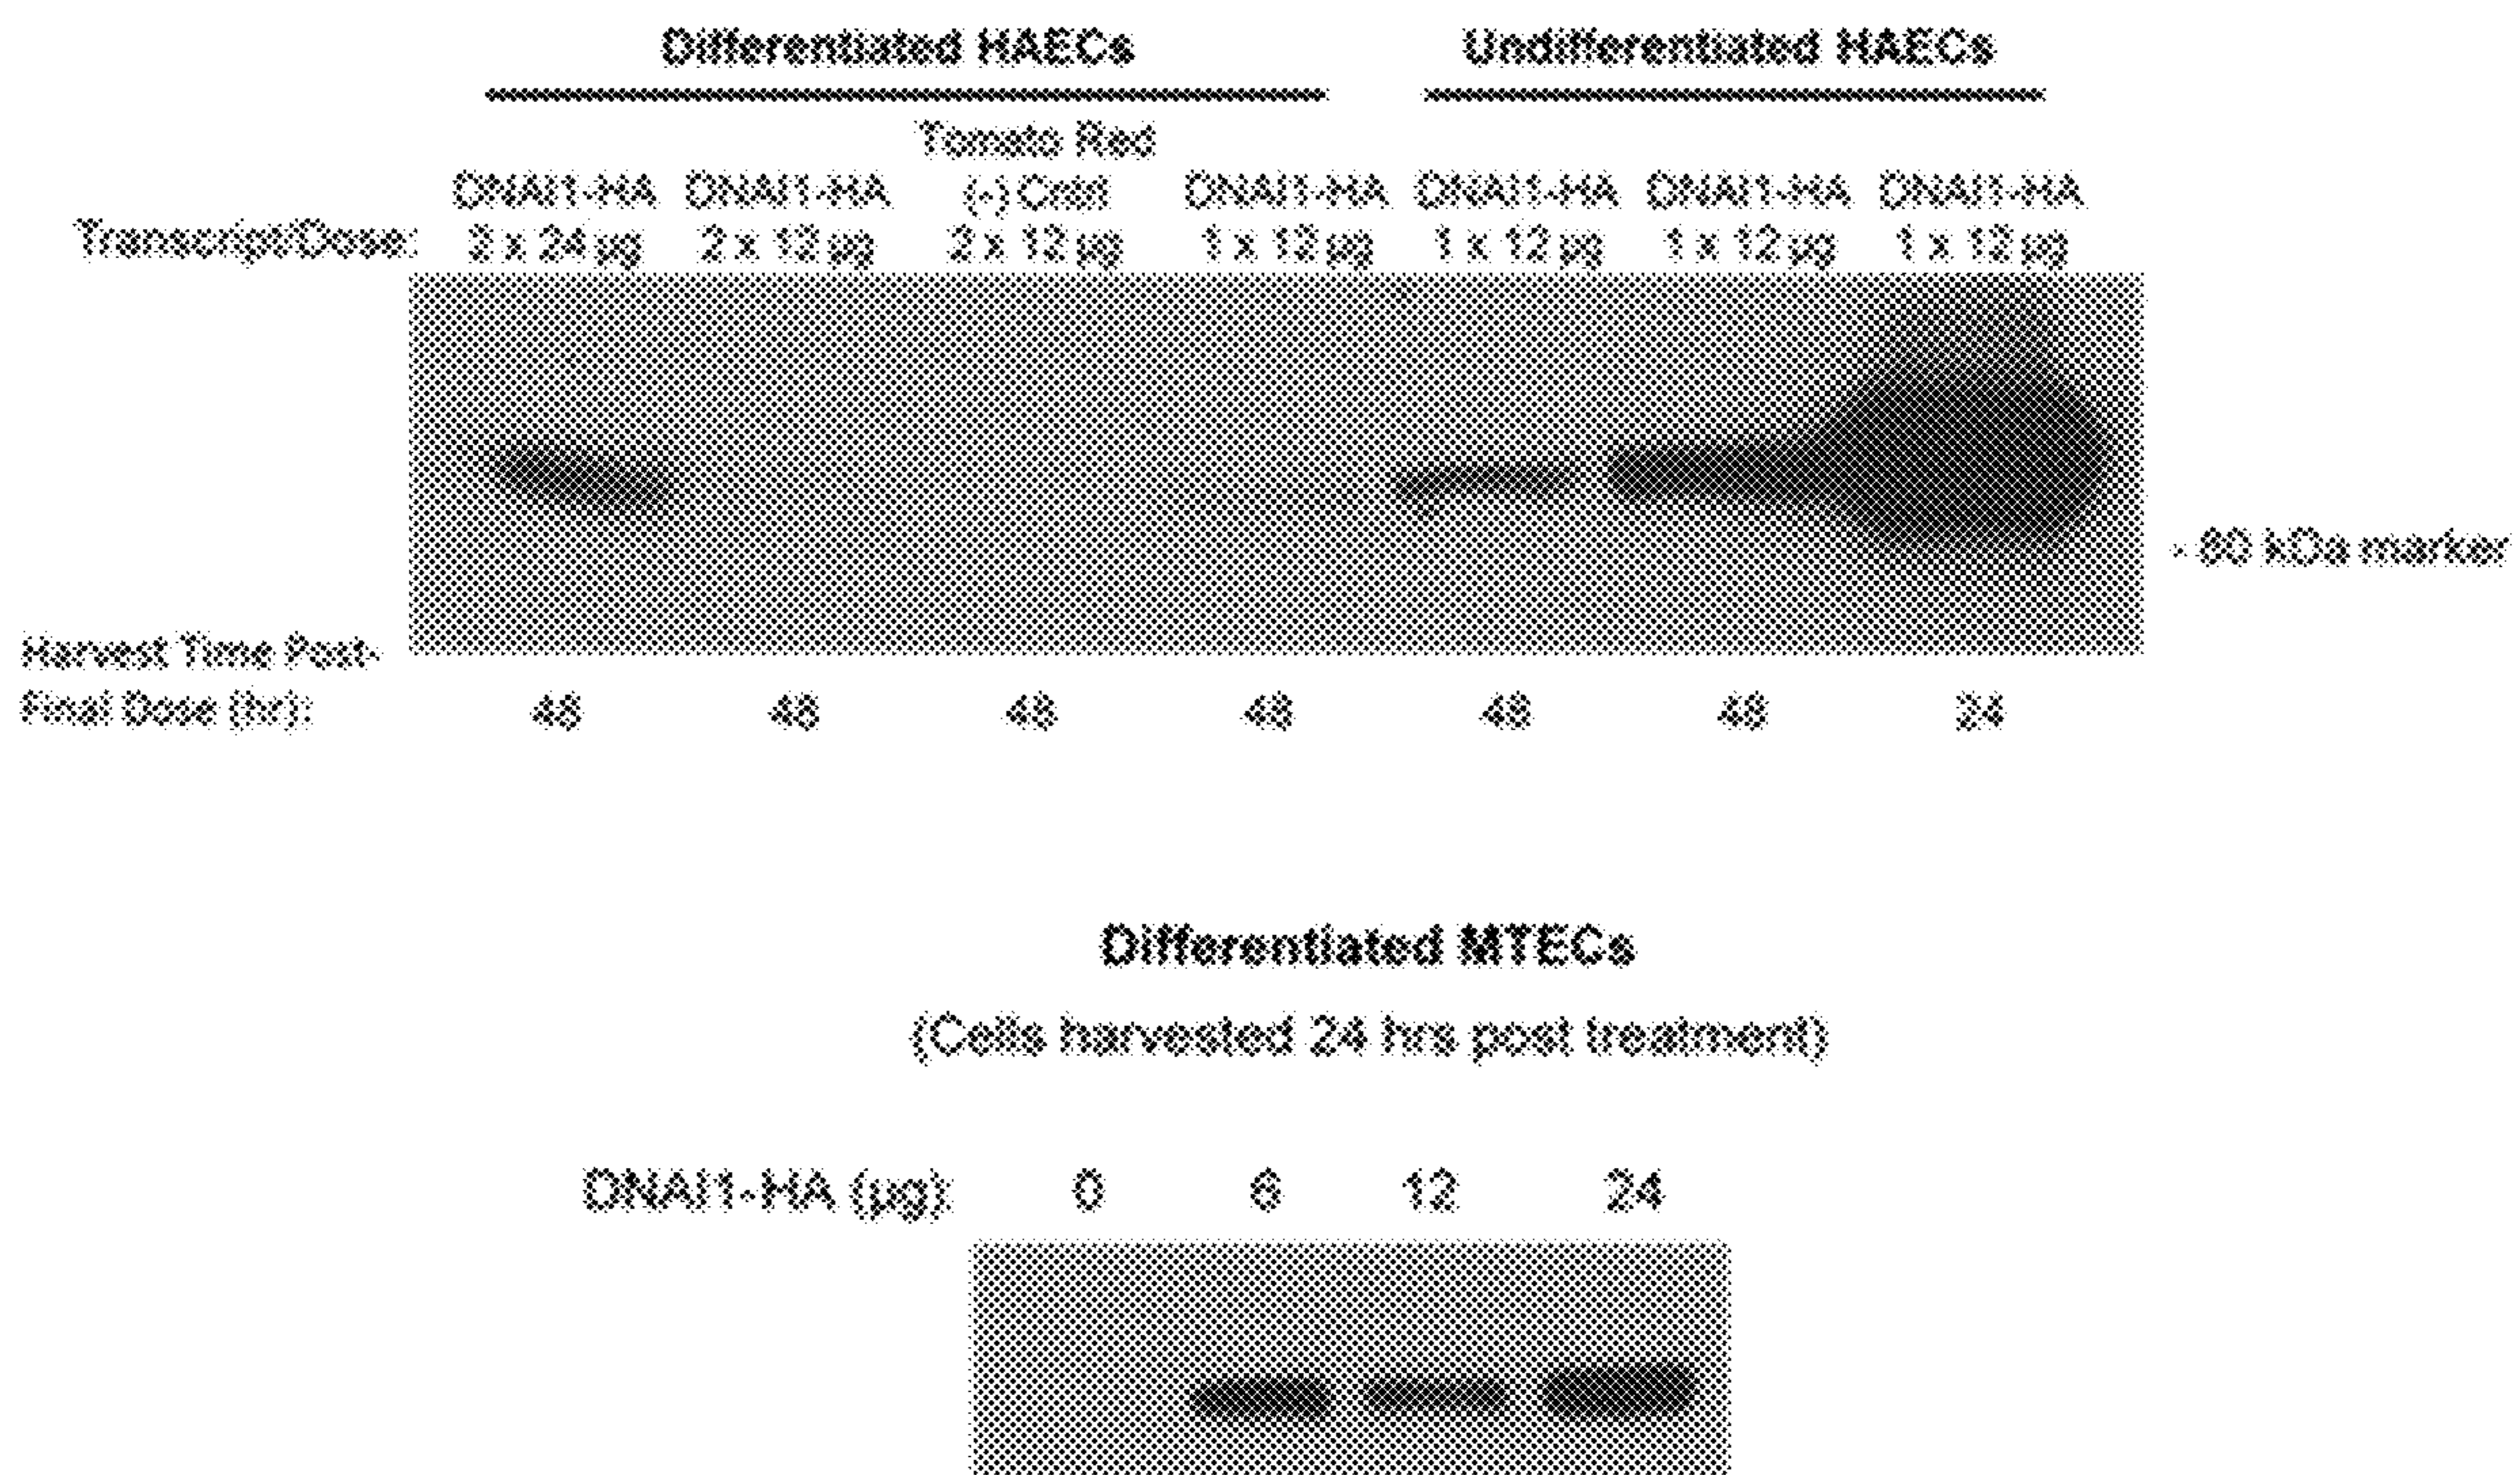 Differentiated HAECs Undifferentiated HAECs
Tomato Red
DNAI1-HA DNAI1-HA (-) Cntrl DNAI1-HA DNAI1-HA DNAI1-HA DNAI1-HA
Transcript/Dose: 2 x 24 µg 2 x 12 µg 2 x 12 µg 1 x 12 µg 1 x 12 µg 1 x 12 µg 1 x 12 µg
kDa marker
Harvest Time Post-
Final Dose (hr): 48 48 48 48 48 48 24
Differentiated MTECs
(Cells harvested 24 hrs post treatment)
DNAI1-HA (µg): 0 6 12 24